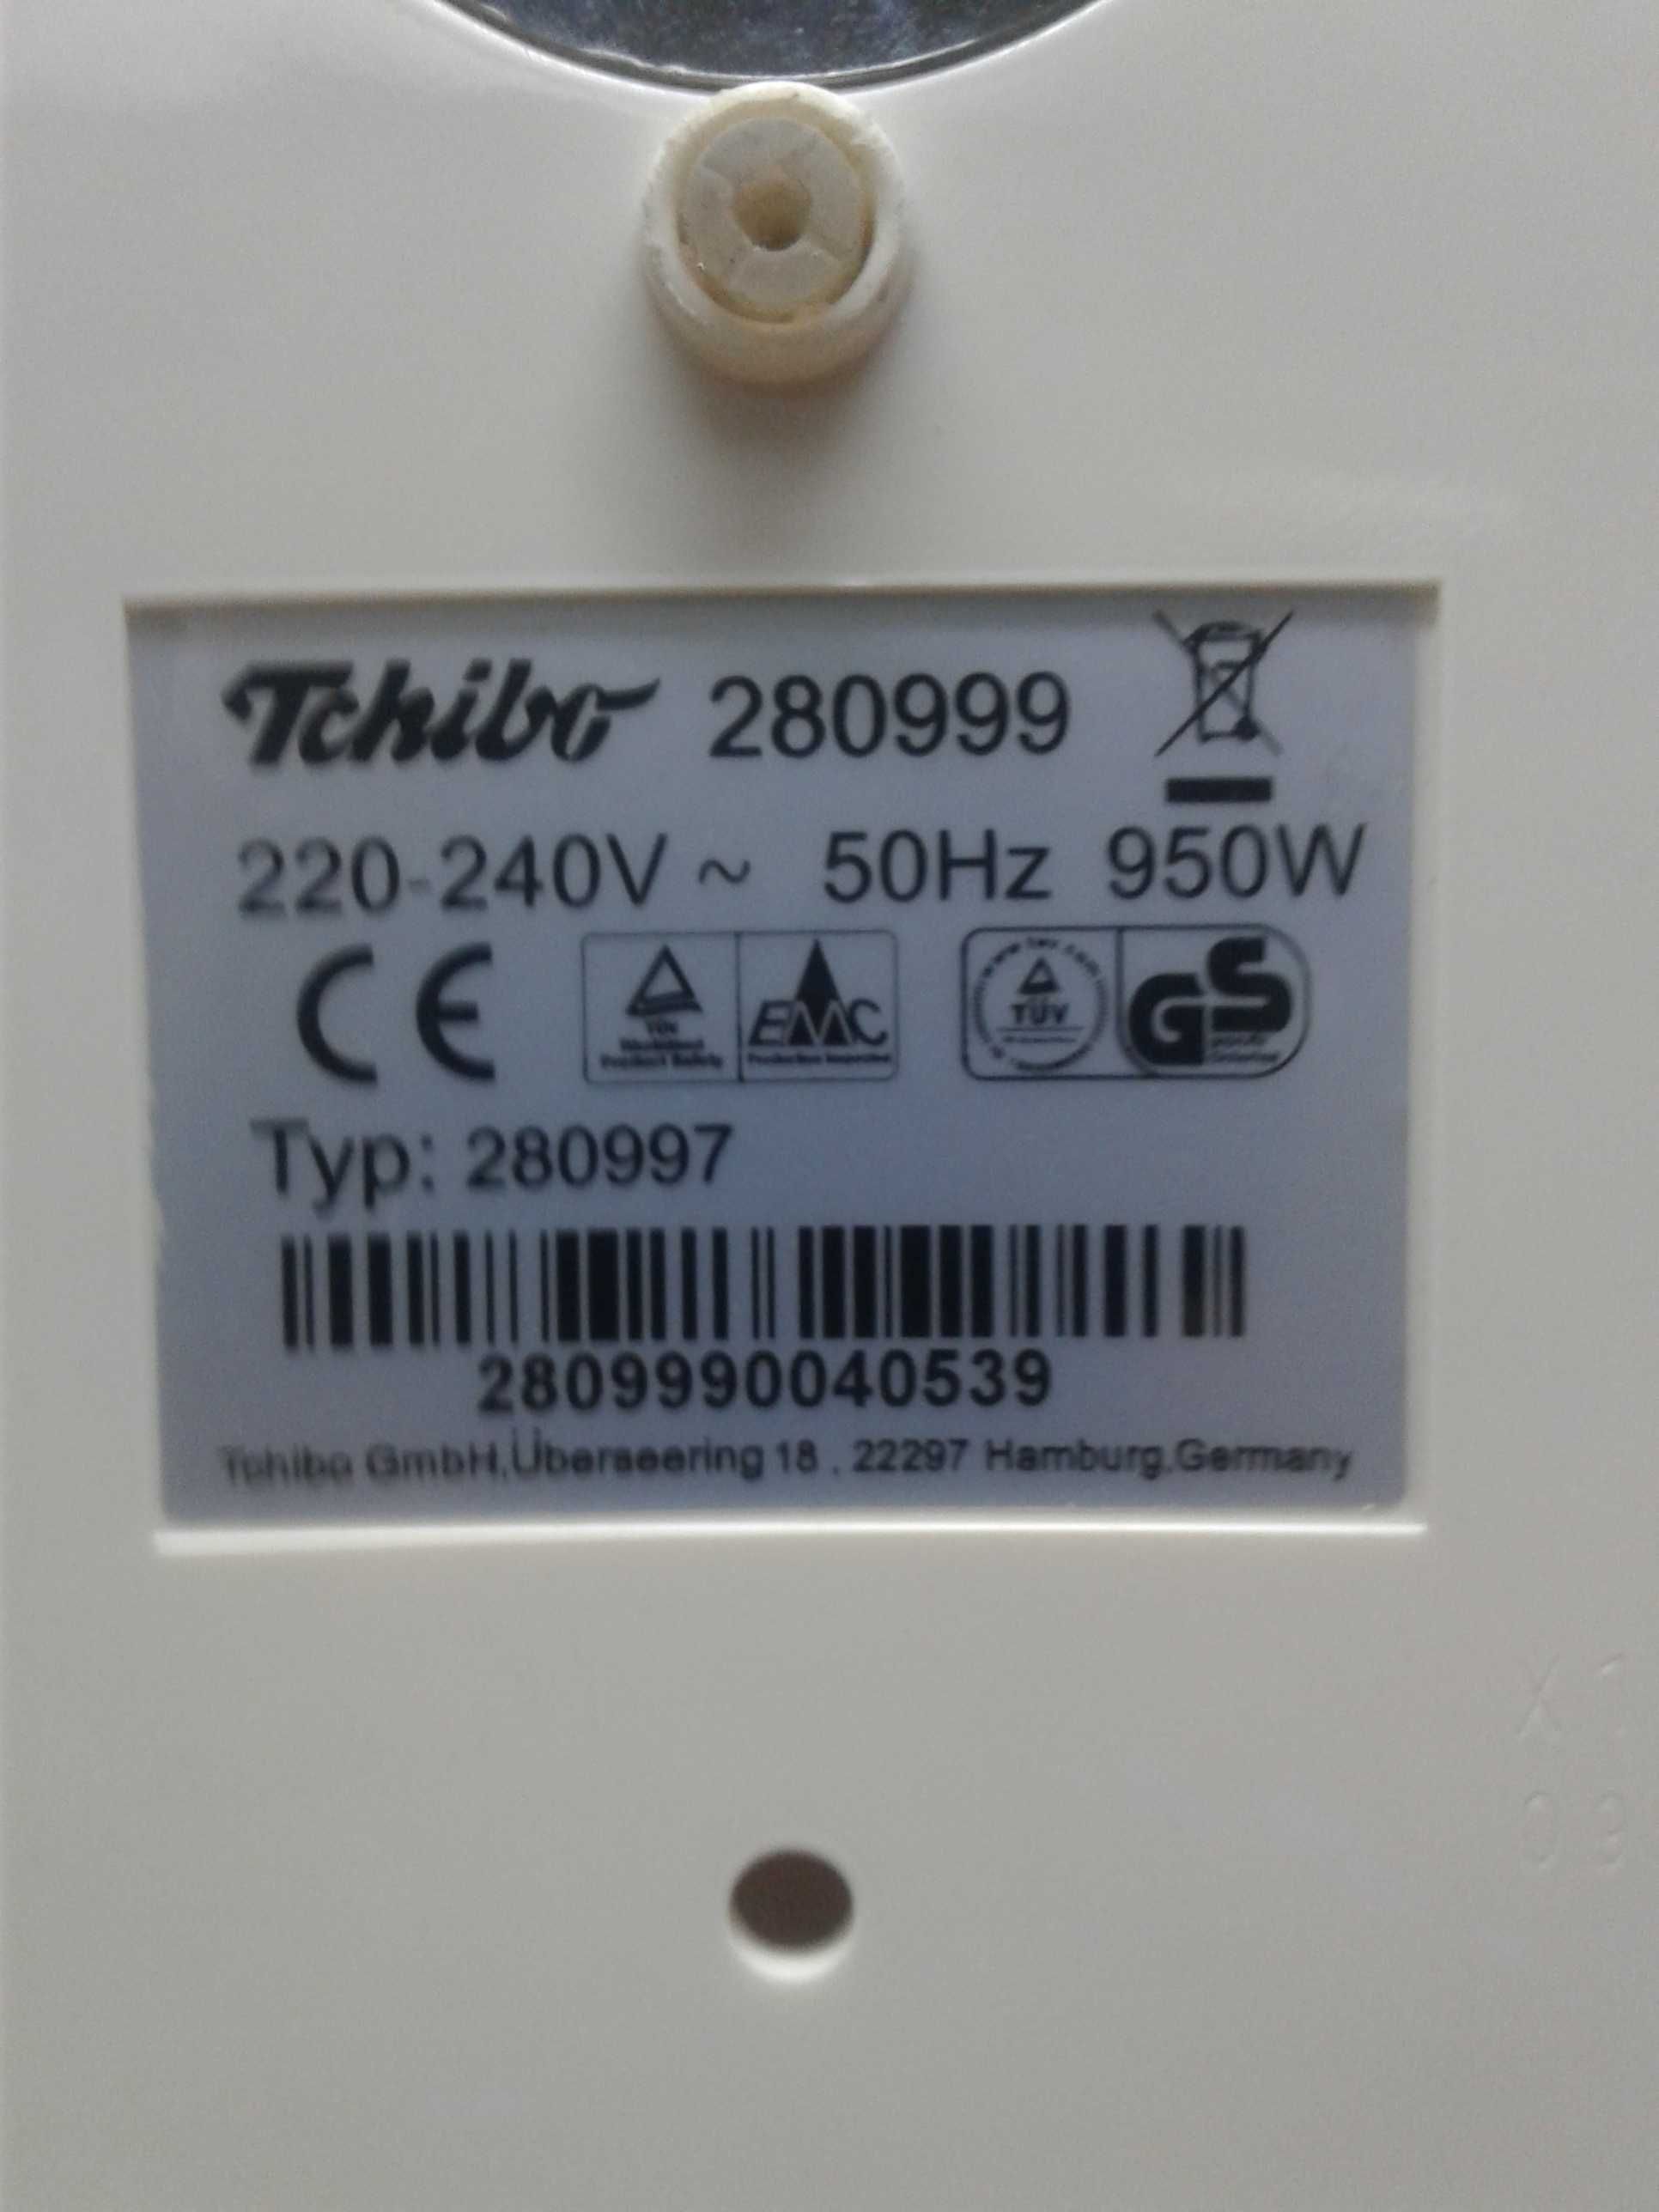 Tchibo 280999
220-240V ~ 50Hz 950W
CE
EMC
TÜV
GS
Typ: 280997
2809990040539
Tchibo GmbH,Überseering 18 , 22297 Hamburg,Germany